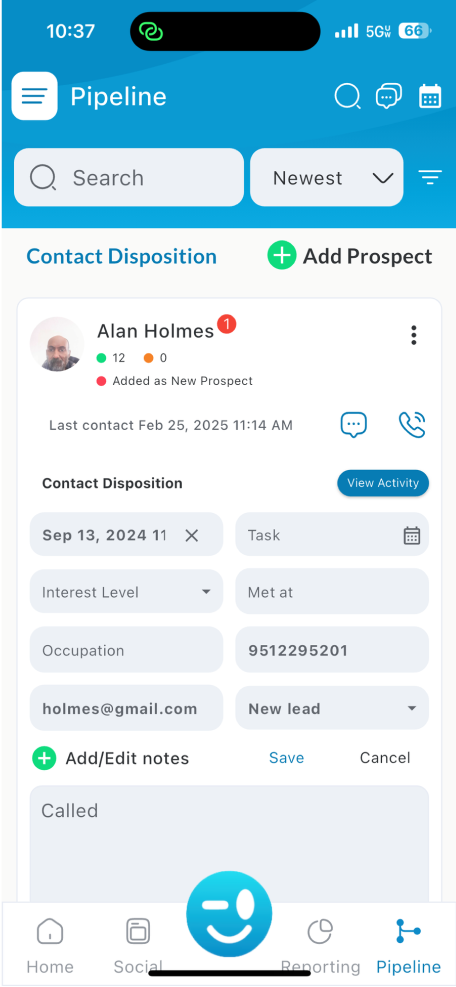 10:37 5G UW 66
Pipeline
Search Newest
Contact Disposition Add Prospect
Alan Holmes 1
12 0
Added as New Prospect
Last contact Feb 25, 2025 11:14 AM
Contact Disposition View Activity
Sep 13, 2024 11 Task
Interest Level Met at
Occupation 9512295201
holmes@gmail.com New lead
Add/Edit notes Save Cancel
Called
Home Social Reporting Pipeline